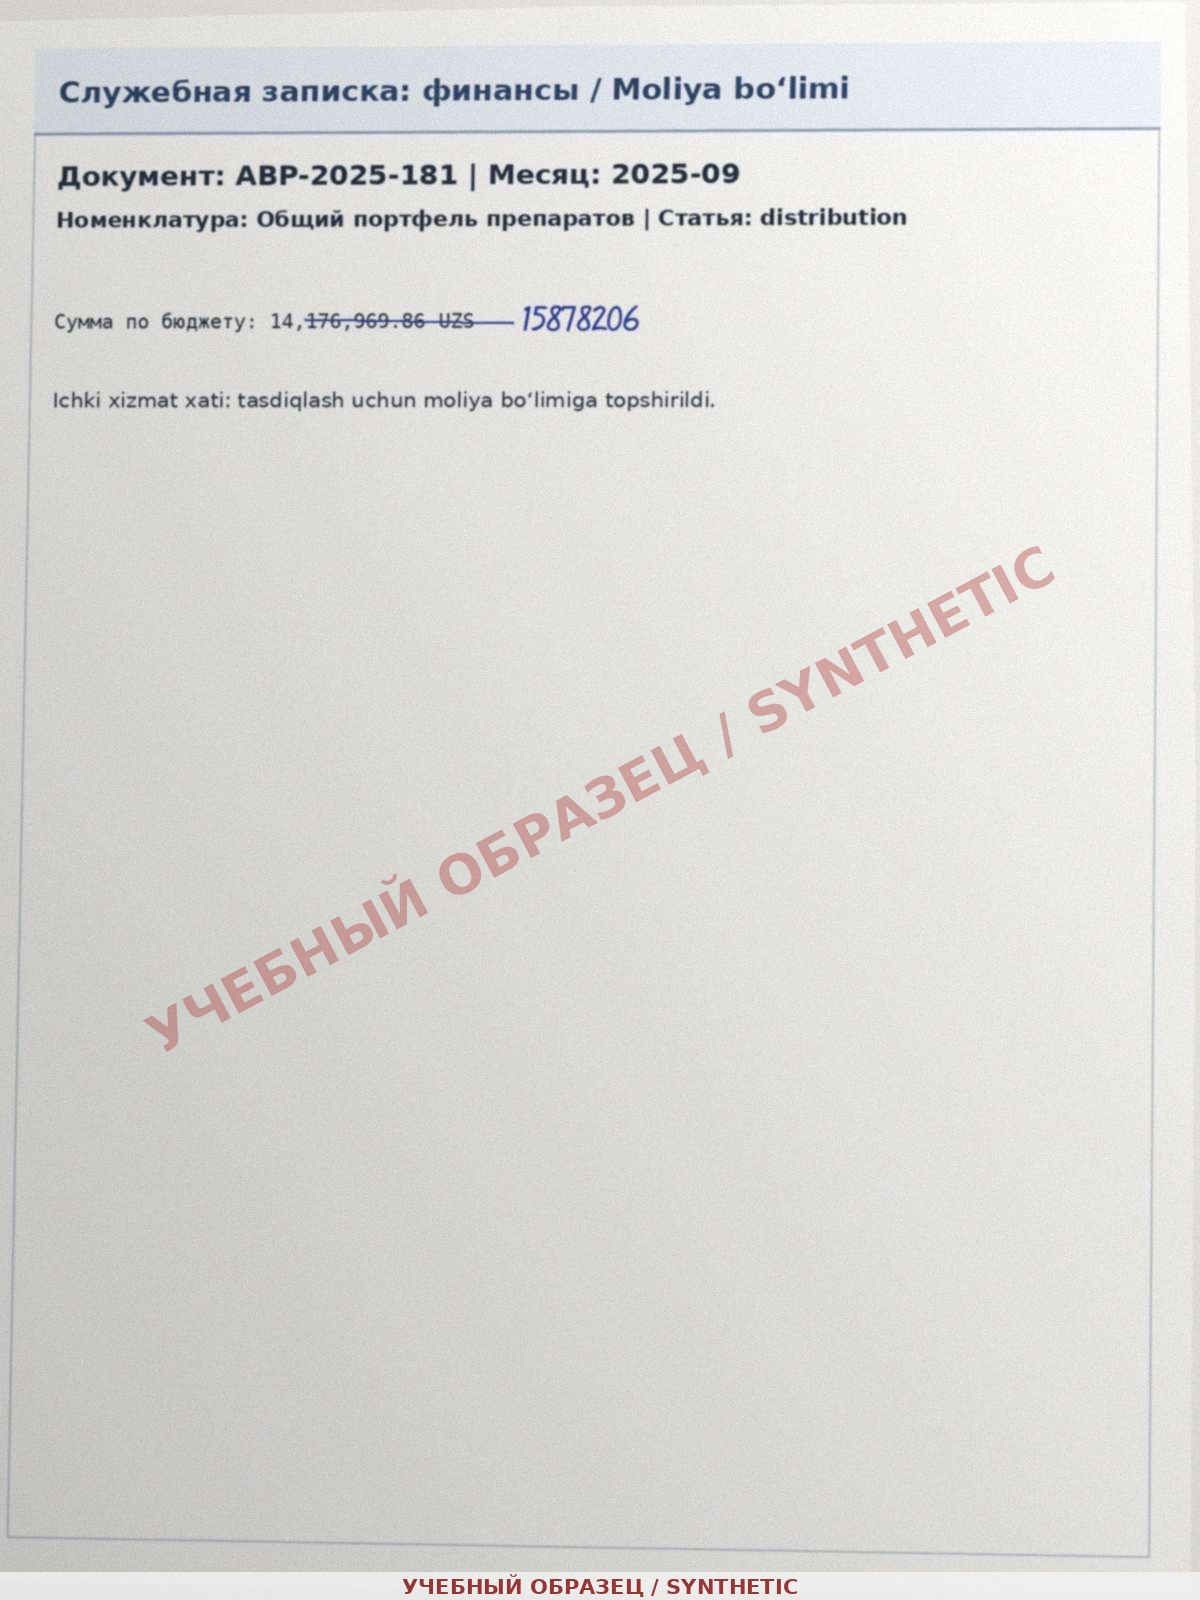 Служебная записка: финансы / Moliya bo‘limi
Документ: АВР-2025-181 | Месяц: 2025-09
Номенклатура: Общий портфель препаратов | Статья: distribution
Сумма по бюджету: 14,176,969.86 UZS 15878206
Ichki xizmat xati: tasdiqlash uchun moliya bo‘limiga topshirildi.
УЧЕБНЫЙ ОБРАЗЕЦ / SYNTHETIC
УЧЕБНЫЙ ОБРАЗЕЦ / SYNTHETIC